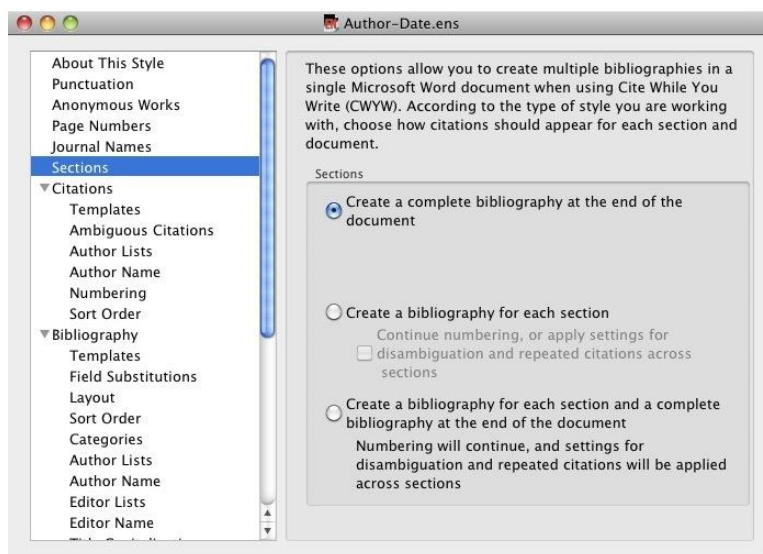 Author-Date.ens
About This Style
Punctuation
Anonymous Works
Page Numbers
Journal Names
Sections
Citations
Templates
Ambiguous Citations
Author Lists
Author Name
Numbering
Sort Order
Bibliography
Templates
Field Substitutions
Layout
Sort Order
Categories
Author Lists
Author Name
Editor Lists
Editor Name
These options allow you to create multiple bibliographies in a
single Microsoft Word document when using Cite While You
Write (CWYW). According to the type of style you are working
with, choose how citations should appear for each section and
document.
Sections
Create a complete bibliography at the end of the
document
Create a bibliography for each section
Continue numbering, or apply settings for
disambiguation and repeated citations across
sections
Create a bibliography for each section and a complete
bibliography at the end of the document
Numbering will continue, and settings for
disambiguation and repeated citations will be applied
across sections